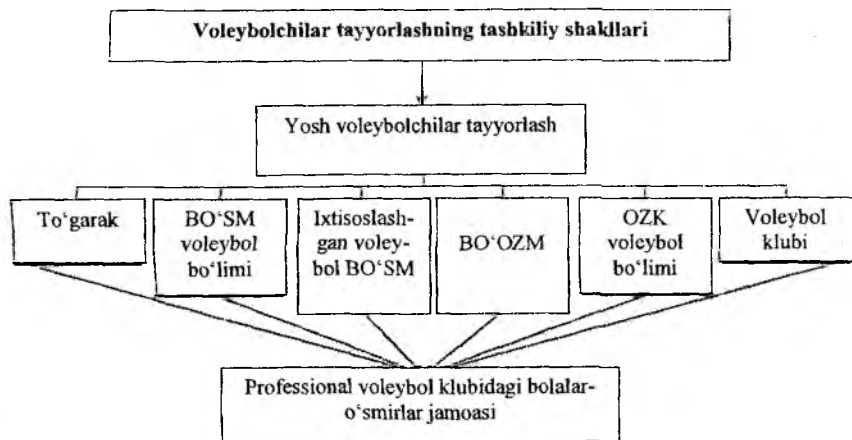 Voleybolchilar tayyorlashning tashkiliy shakllari
Yosh voleybolchilar tayyorlash
To‘garak
BO‘SM
voleybol
bo‘limi
Ixtisoslash-
gan voley-
bol BO‘SM
BO‘OZM
OZK
voleybol
bo‘limi
Voleybol
klubi
Professional voleybol klubidagi bolalar-
o‘smirlar jamoasi